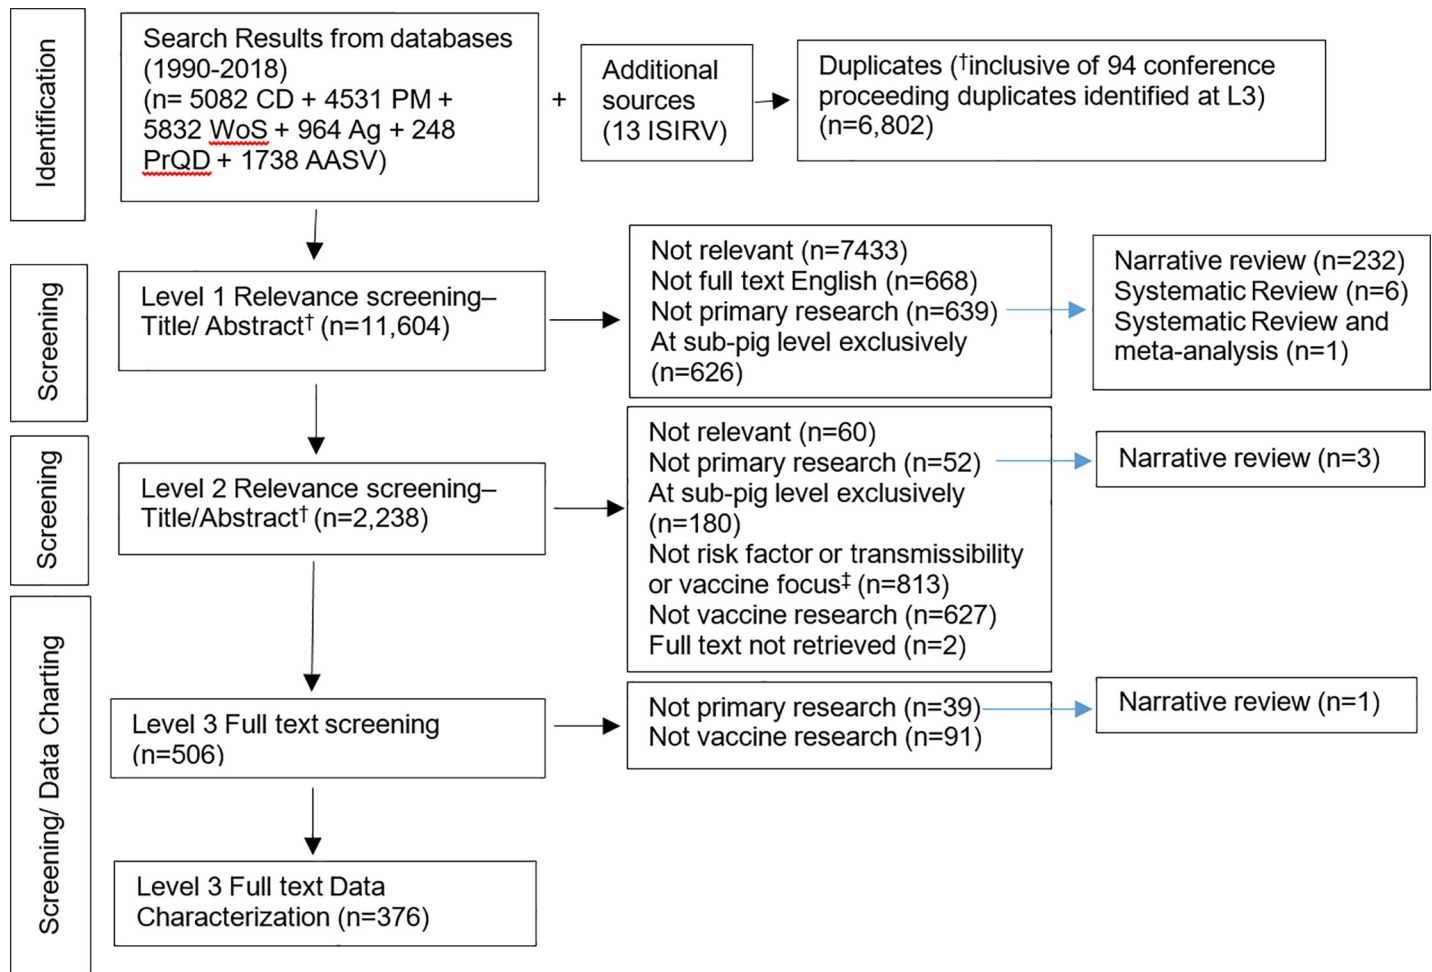 Identification
Search Results from databases
(1990-2018)
(n= 5082 CD + 4531 PM +
5832 WoS + 964 Ag + 248
PrQD + 1738 AASV)
+
Additional
sources
(13 ISIRV)
Duplicates (†inclusive of 94 conference
proceeding duplicates identified at L3)
(n=6,802)
Screening
Level 1 Relevance screening–
Title/ Abstract† (n=11,604)
Not relevant (n=7433)
Not full text English (n=668)
Not primary research (n=639)
At sub-pig level exclusively
(n=626)
Narrative review (n=232)
Systematic Review (n=6)
Systematic Review and
meta-analysis (n=1)
Screening
Level 2 Relevance screening–
Title/Abstract† (n=2,238)
Not relevant (n=60)
Not primary research (n=52)
At sub-pig level exclusively
(n=180)
Not risk factor or transmissibility
or vaccine focus‡ (n=813)
Not vaccine research (n=627)
Full text not retrieved (n=2)
Narrative review (n=3)
Screening/ Data Charting
Level 3 Full text screening
(n=506)
Not primary research (n=39)
Not vaccine research (n=91)
Narrative review (n=1)
Level 3 Full text Data
Characterization (n=376)